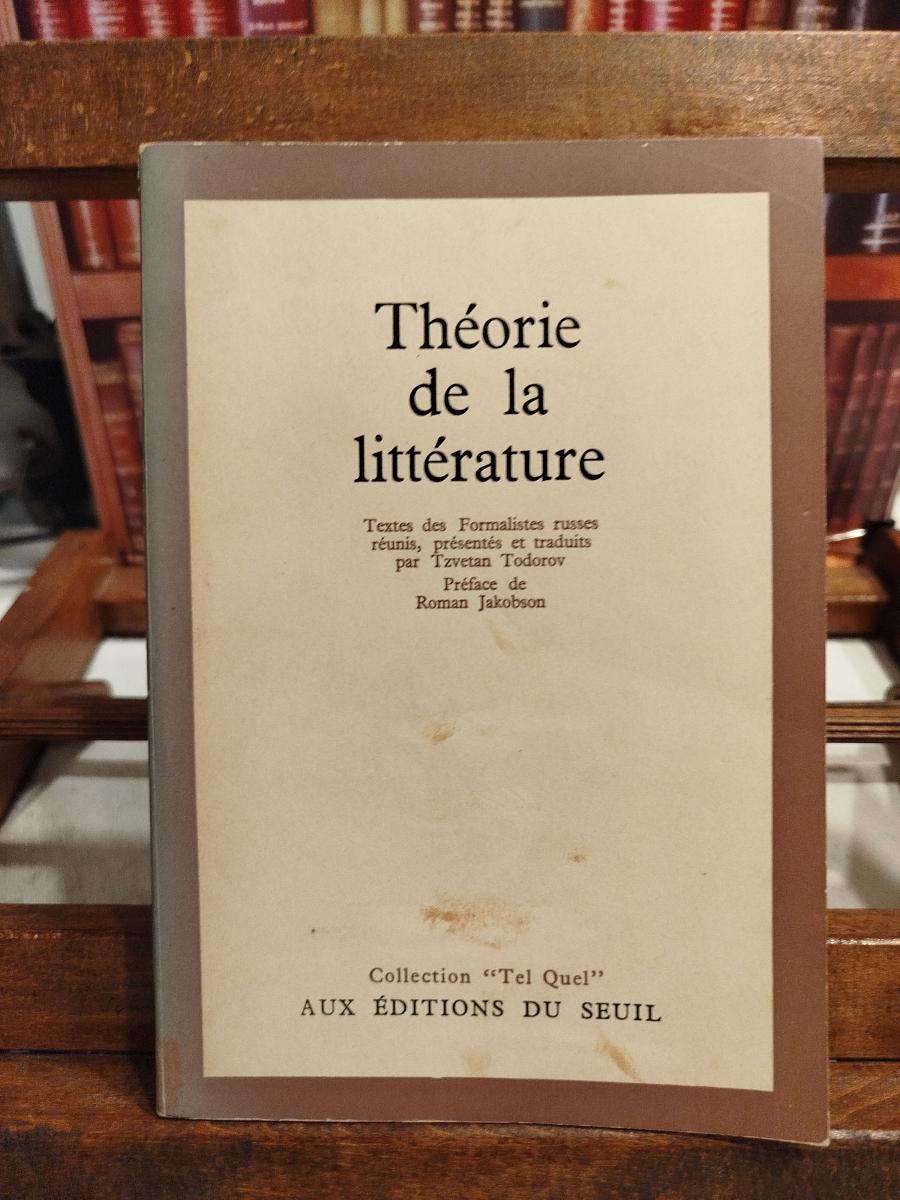 Théorie
de la
littérature
Textes des Formalistes russes
réunis, présentés et traduits
par Tzvetan Todorov
Préface de
Roman Jakobson
Collection “Tel Quel”
AUX ÉDITIONS DU SEUIL